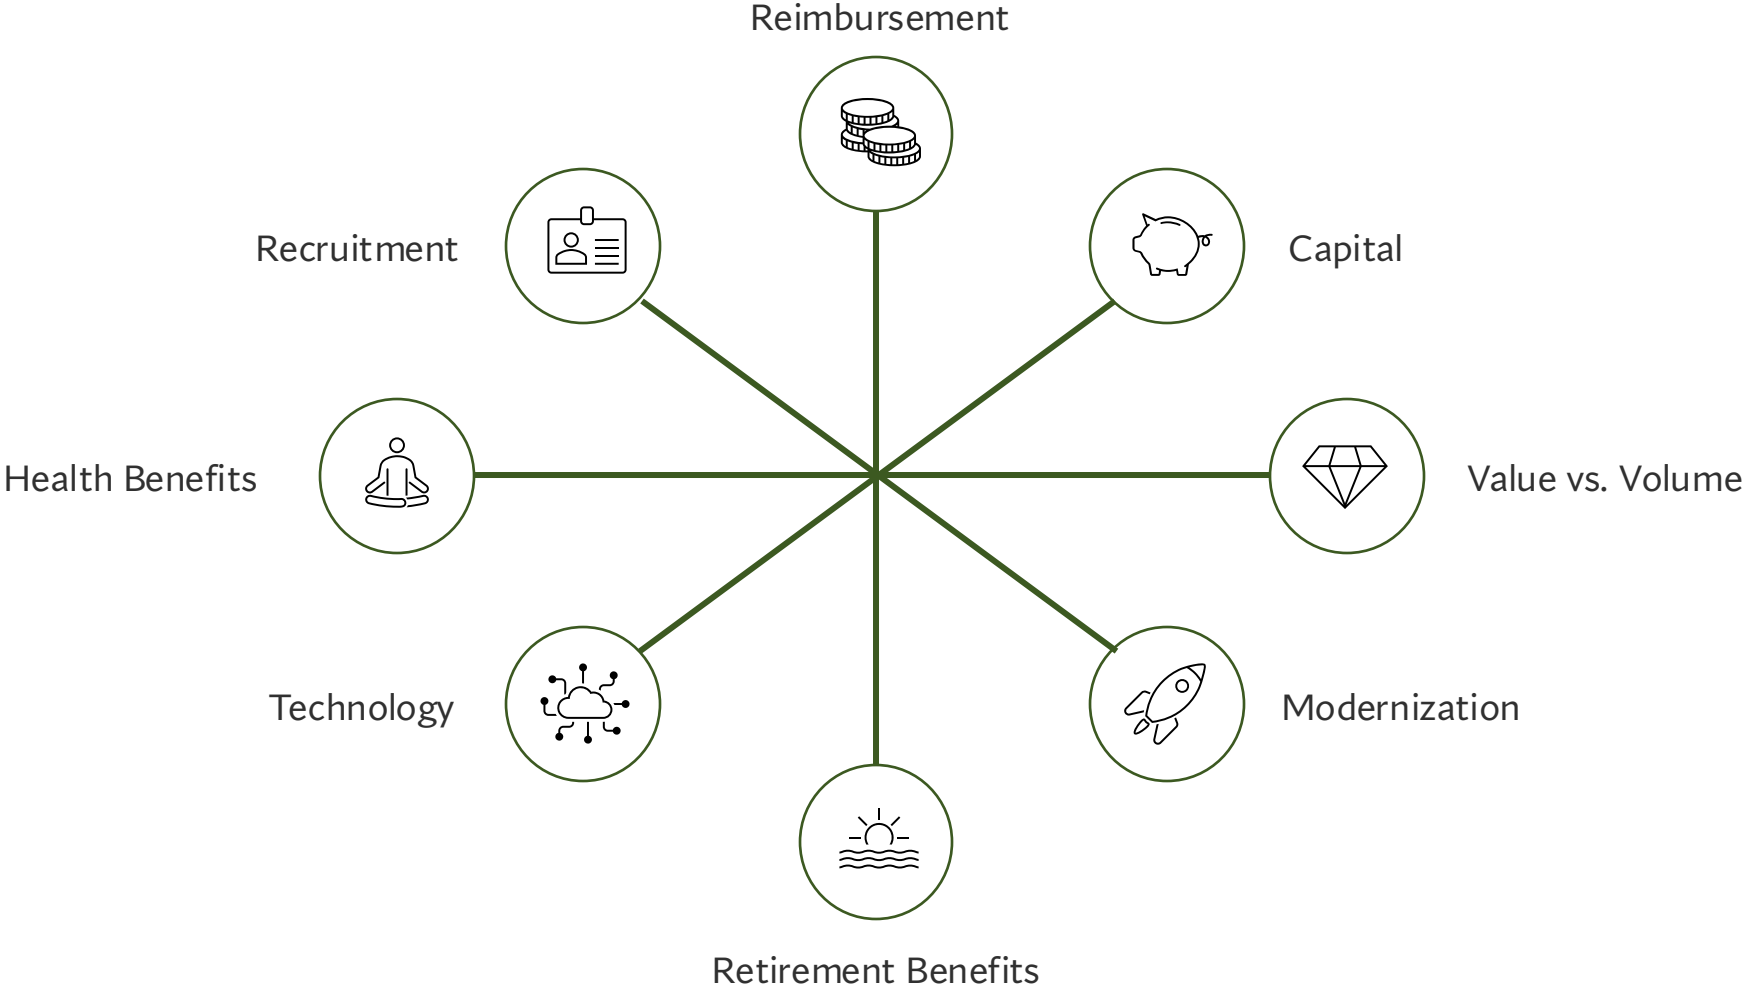 Reimbursement
Recruitment
Capital
Health Benefits
Value vs. Volume
Technology
Modernization
Retirement Benefits